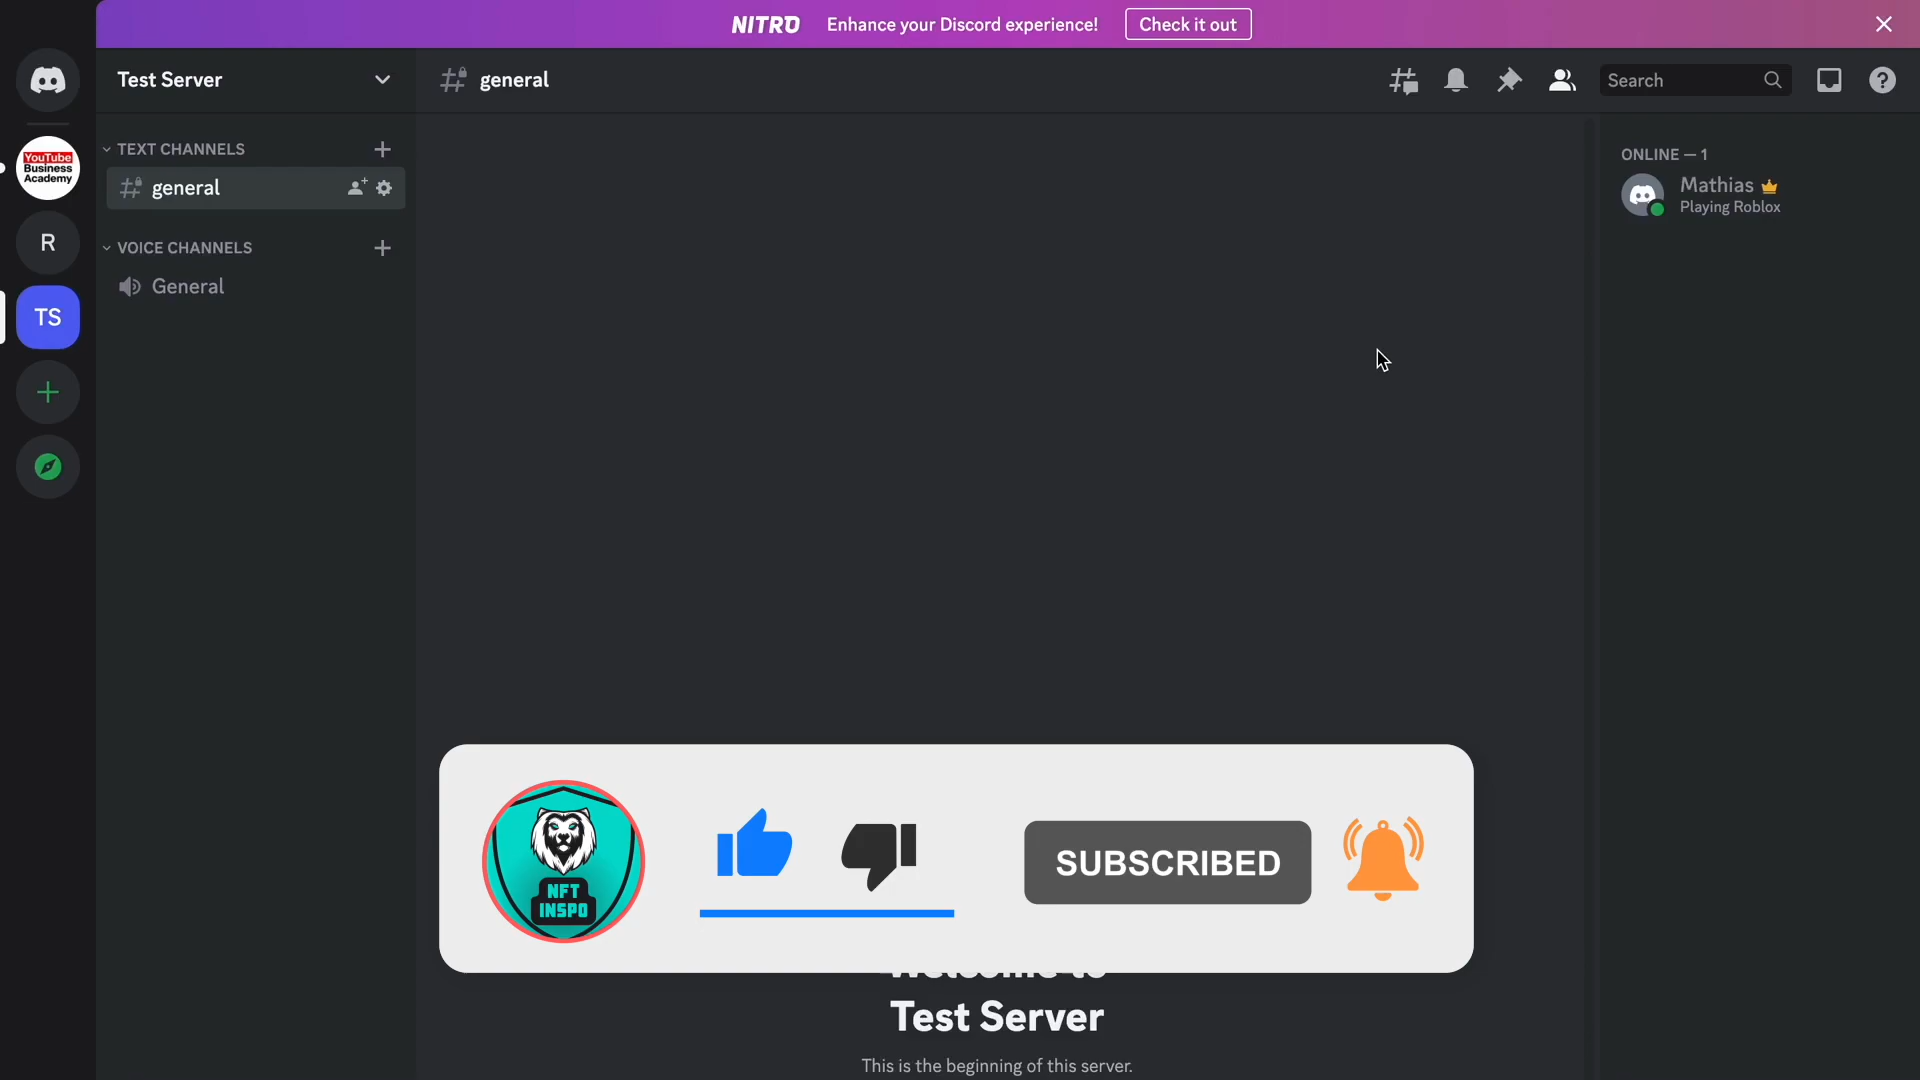 NITRO Enhance your Discord experience! Check it out
Test Server
general
Search
YouTube
Business
Academy
R
TS
TEXT CHANNELS
general
VOICE CHANNELS
General
ONLINE — 1
Mathias
Playing Roblox
NFT
INSPO
SUBSCRIBED
Welcome to
Test Server
This is the beginning of this server.